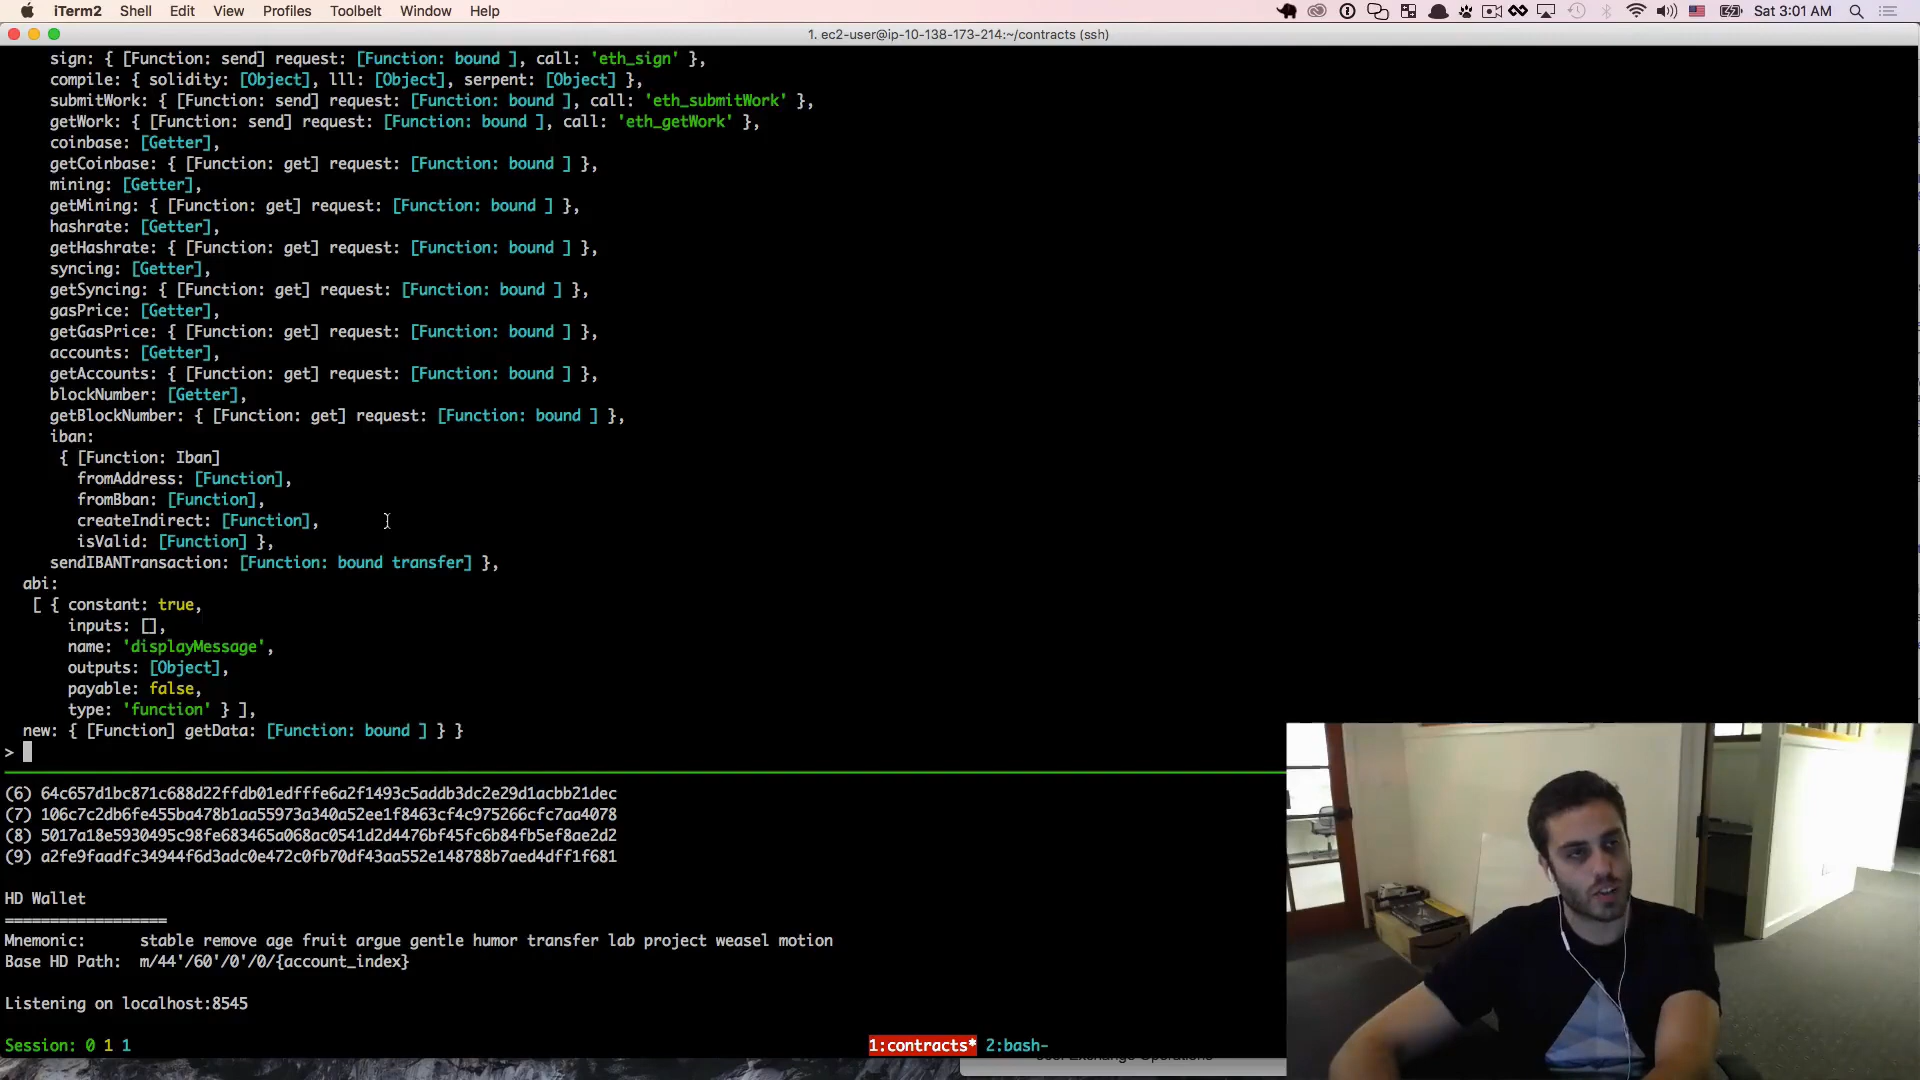 iTerm2 Shell Edit View Profiles Toolbelt Window Help Sat 3:01 AM
1. ec2-user@ip-10-138-173-214:~/contracts (ssh)
sign: { [Function: send] request: [Function: bound ], call: 'eth_sign' },
compile: { solidity: [Object], lll: [Object], serpent: [Object] },
submitWork: { [Function: send] request: [Function: bound ], call: 'eth_submitWork' },
getWork: { [Function: send] request: [Function: bound ], call: 'eth_getWork' },
coinbase: [Getter],
getCoinbase: { [Function: get] request: [Function: bound ] },
mining: [Getter],
getMining: { [Function: get] request: [Function: bound ] },
hashrate: [Getter],
getHashrate: { [Function: get] request: [Function: bound ] },
syncing: [Getter],
getSyncing: { [Function: get] request: [Function: bound ] },
gasPrice: [Getter],
getGasPrice: { [Function: get] request: [Function: bound ] },
accounts: [Getter],
getAccounts: { [Function: get] request: [Function: bound ] },
blockNumber: [Getter],
getBlockNumber: { [Function: get] request: [Function: bound ] },
iban:
{ [Function: Iban]
fromAddress: [Function],
fromBban: [Function],
createIndirect: [Function],
isValid: [Function] },
sendIBANTransaction: [Function: bound transfer] },
abi:
[ { constant: true,
inputs: [],
name: 'displayMessage',
outputs: [Object],
payable: false,
type: 'function' } ],
new: { [Function] getData: [Function: bound ] } }
>
(6) 64c657d1bc871c688d22ffdb01edfffe6a2f1493c5addb3dc2e29d1acbb21dec
(7) 106c7c2db6fe455ba478b1aa55973a340a52ee1f8463cf4c975266cfc7aa4078
(8) 5017a18e5930495c98fe683465a068ac0541d2d4476bf45fc6b84fb5ef8ae2d2
(9) a2fe9faadfc34944f6d3adc0e472c0fb70df43aa552e148788b7aed4dff1f681
HD Wallet
==================
Mnemonic: stable remove age fruit argue gentle humor transfer lab project weasel motion
Base HD Path: m/44'/60'/0'/0/{account_index}
Listening on localhost:8545
Session: 0 1 1 1:contracts* 2:bash-